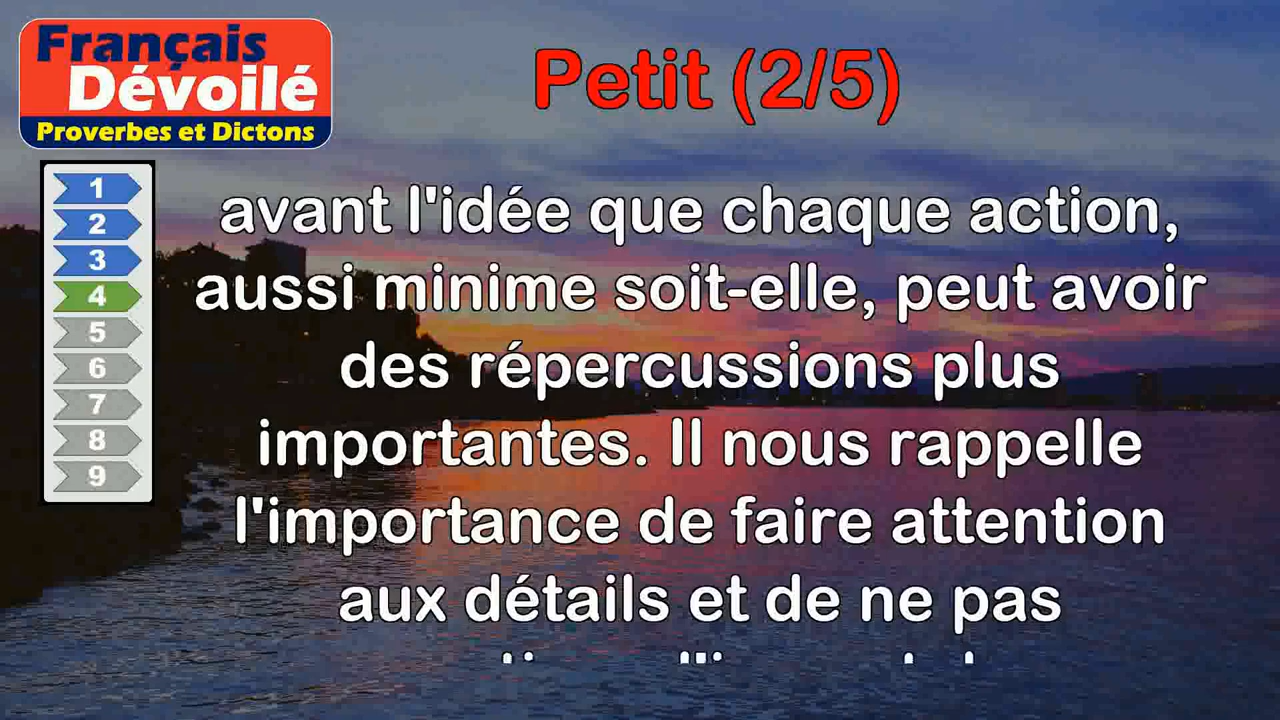 Français
Dévoilé
Proverbes et Dictons
Petit (2/5)
1
2
3
4
5
6
7
8
9
avant l'idée que chaque action,
aussi minime soit-elle, peut avoir
des répercussions plus
importantes. Il nous rappelle
l'importance de faire attention
aux détails et de ne pas